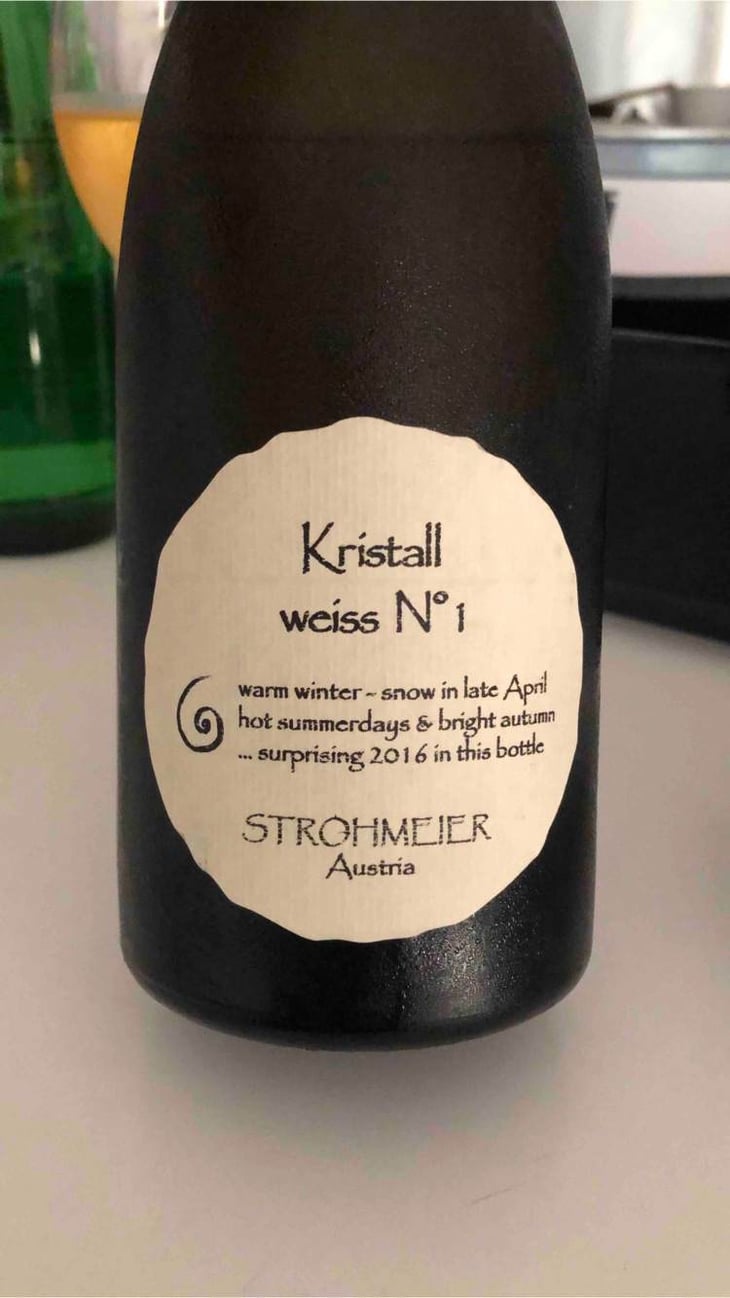 Kristall
weiss N° 1
warm winter ~ snow in late April
hot summerdays & bright autumn
... surprising 2016 in this bottle
STROHMEIER
Austria